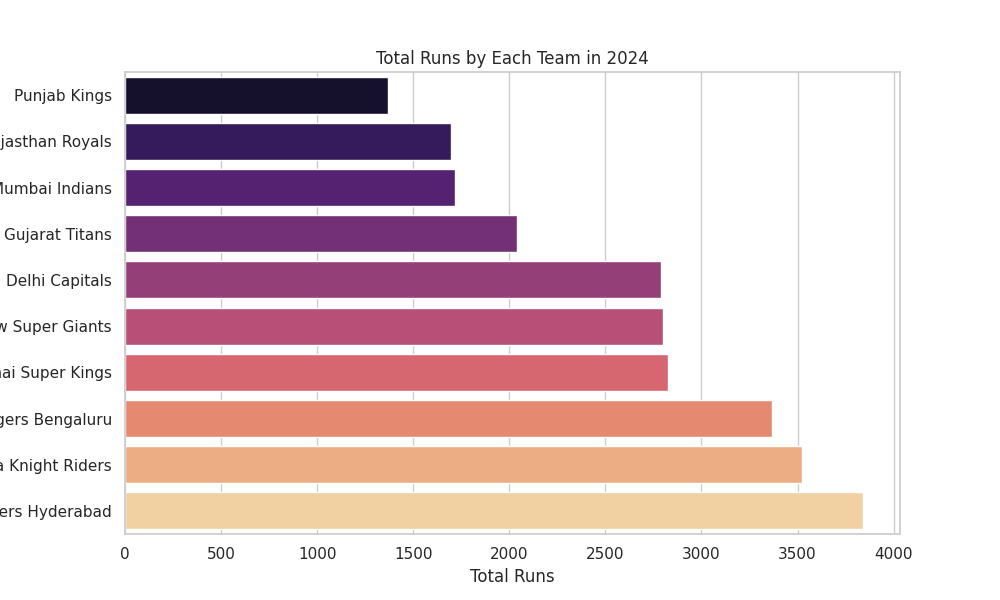 Total Runs by Each Team in 2024
Punjab Kings
jasthan Royals
Mumbai Indians
Gujarat Titans
Delhi Capitals
w Super Giants
nai Super Kings
gers Bengaluru
a Knight Riders
ers Hyderabad
0 500 1000 1500 2000 2500 3000 3500 4000
Total Runs